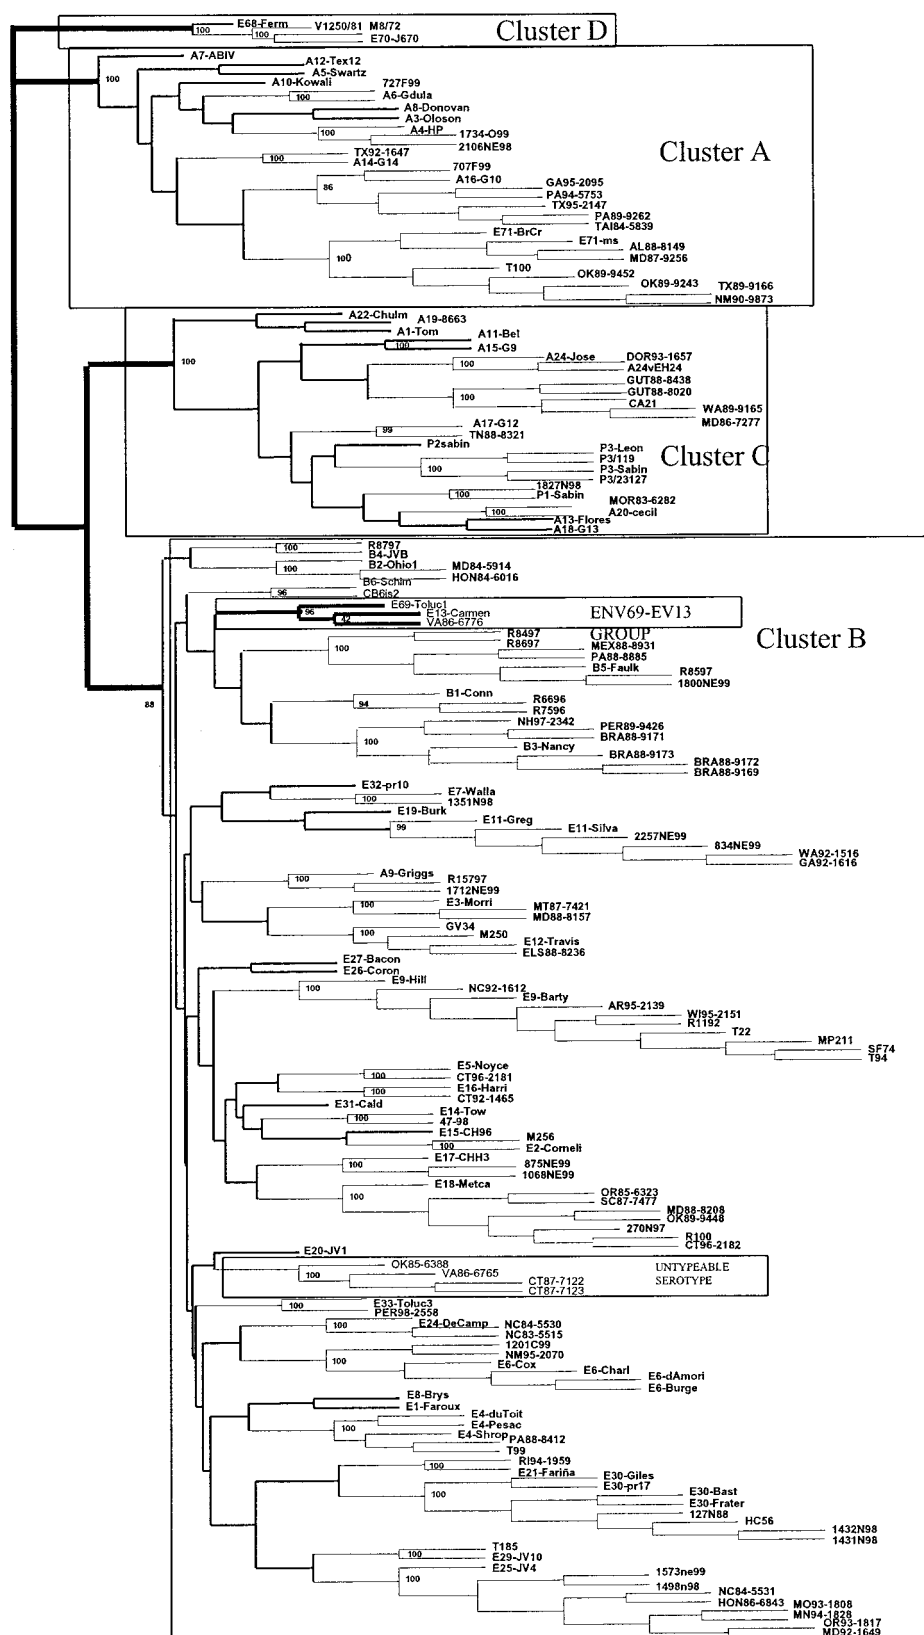 E68-Ferm
V1250/81 M8/72
E70-J670
Cluster D
A7-ABIV
100
A12-Tex12
A5-Swartz
A10-Kowali
727F99
100
A6-Gdula
A8-Donovan
A3-Oloson
A4-HP
100
1734-O99
2106NE98
Cluster A
TX92-1647
100
A14-G14
707F99
A16-G10
86
GA95-2095
PA94-5753
TX95-2147
PA89-9262
TAI84-5839
E71-BrCr
E71-ms
100
AL88-8149
MD87-9256
T100
OK89-9452
OK89-9243
TX89-9166
NM90-9873
A22-Chulm
A19-8663
A1-Tom
A11-Bel
100
A15-G9
100
A24-Jose
DOR93-1657
100
A24vEH24
GUT88-8438
100
GUT88-8020
CA21
WA89-9165
MD86-7277
A17-G12
99
TN88-8321
P2sabin
P3-Leon
P3/119
Cluster C
100
P3-Sabin
P3/23127
1827N98
100
P1-Sabin
MOR83-6282
100
A20-cecil
A13-Flores
A18-G13
R8797
100
B4-JVB
B2-Ohio1
100
MD84-5914
HON84-6016
B6-Schim
96
CB6is2
E69-Toluc1
96
E13-Carmen
42
VA86-6776
ENV69-EV13
GROUP
Cluster B
R8497
R8697
100
MEX88-8931
PA88-8885
B5-Faulk
R8597
1800NE99
88
B1-Conn
94
R6696
R7596
NH97-2342
100
PER89-9426
BRA88-9171
B3-Nancy
BRA88-9173
BRA88-9172
BRA88-9169
E32-pr10
E7-Walla
100
1351N98
E19-Burk
99
E11-Greg
E11-Silva
2257NE99
834NE99
WA92-1516
GA92-1616
A9-Griggs
100
R15797
1712NE99
E3-Morri
100
MT87-7421
MD88-8157
GV34
100
M250
E12-Travis
ELS88-8236
E27-Bacon
E26-Coron
E9-Hill
100
NC92-1612
E9-Barty
AR95-2139
WI95-2151
R1192
T22
MP211
SF74
T94
E5-Noyce
100
CT96-2181
E16-Harri
100
CT92-1465
E31-Cald
E14-Tow
100
47-98
E15-CH96
M256
100
E2-Corneli
E17-CHH3
100
875NE99
1068NE99
E18-Metca
100
OR85-6323
SC87-7477
MD88-8208
OK89-9448
270N97
R100
CT96-2182
E20-JV1
OK85-6388
100
VA86-6765
CT87-7122
CT87-7123
UNTYPEABLE
SEROTYPE
E33-Toluc3
100
PER98-2558
E24-DeCamp
100
NC84-5530
NC83-5515
1201C99
NM95-2070
100
E6-Cox
E6-Charl
E6-dAmori
E6-Burge
E8-Brys
E1-Faroux
E4-duToit
100
E4-Pesac
E4-Shrop
PA88-8412
T99
RI94-1959
100
E21-Fariña
E30-Giles
100
E30-pr17
E30-Bast
E30-Frater
127N88
HC56
1432N98
1431N98
T185
100
E29-JV10
E25-JV4
100
1573ne99
1498n98
NC84-5531
HON86-6843
MO93-1808
MN94-1828
OR93-1817
MD92-1649